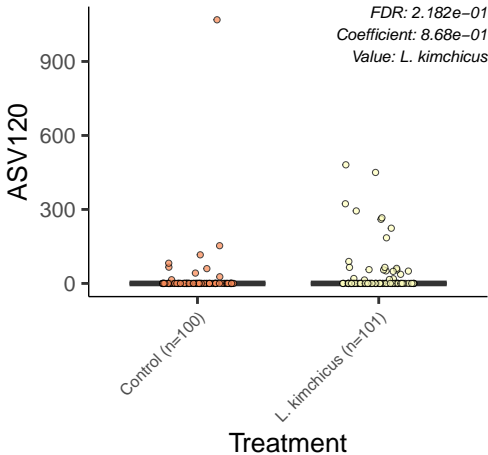 FDR: 2.182e−01
Coefficient: 8.68e−01
Value: L. kimchicus
900
600
300
0
ASV120
Control (n=100)
L. kimchicus (n=101)
Treatment